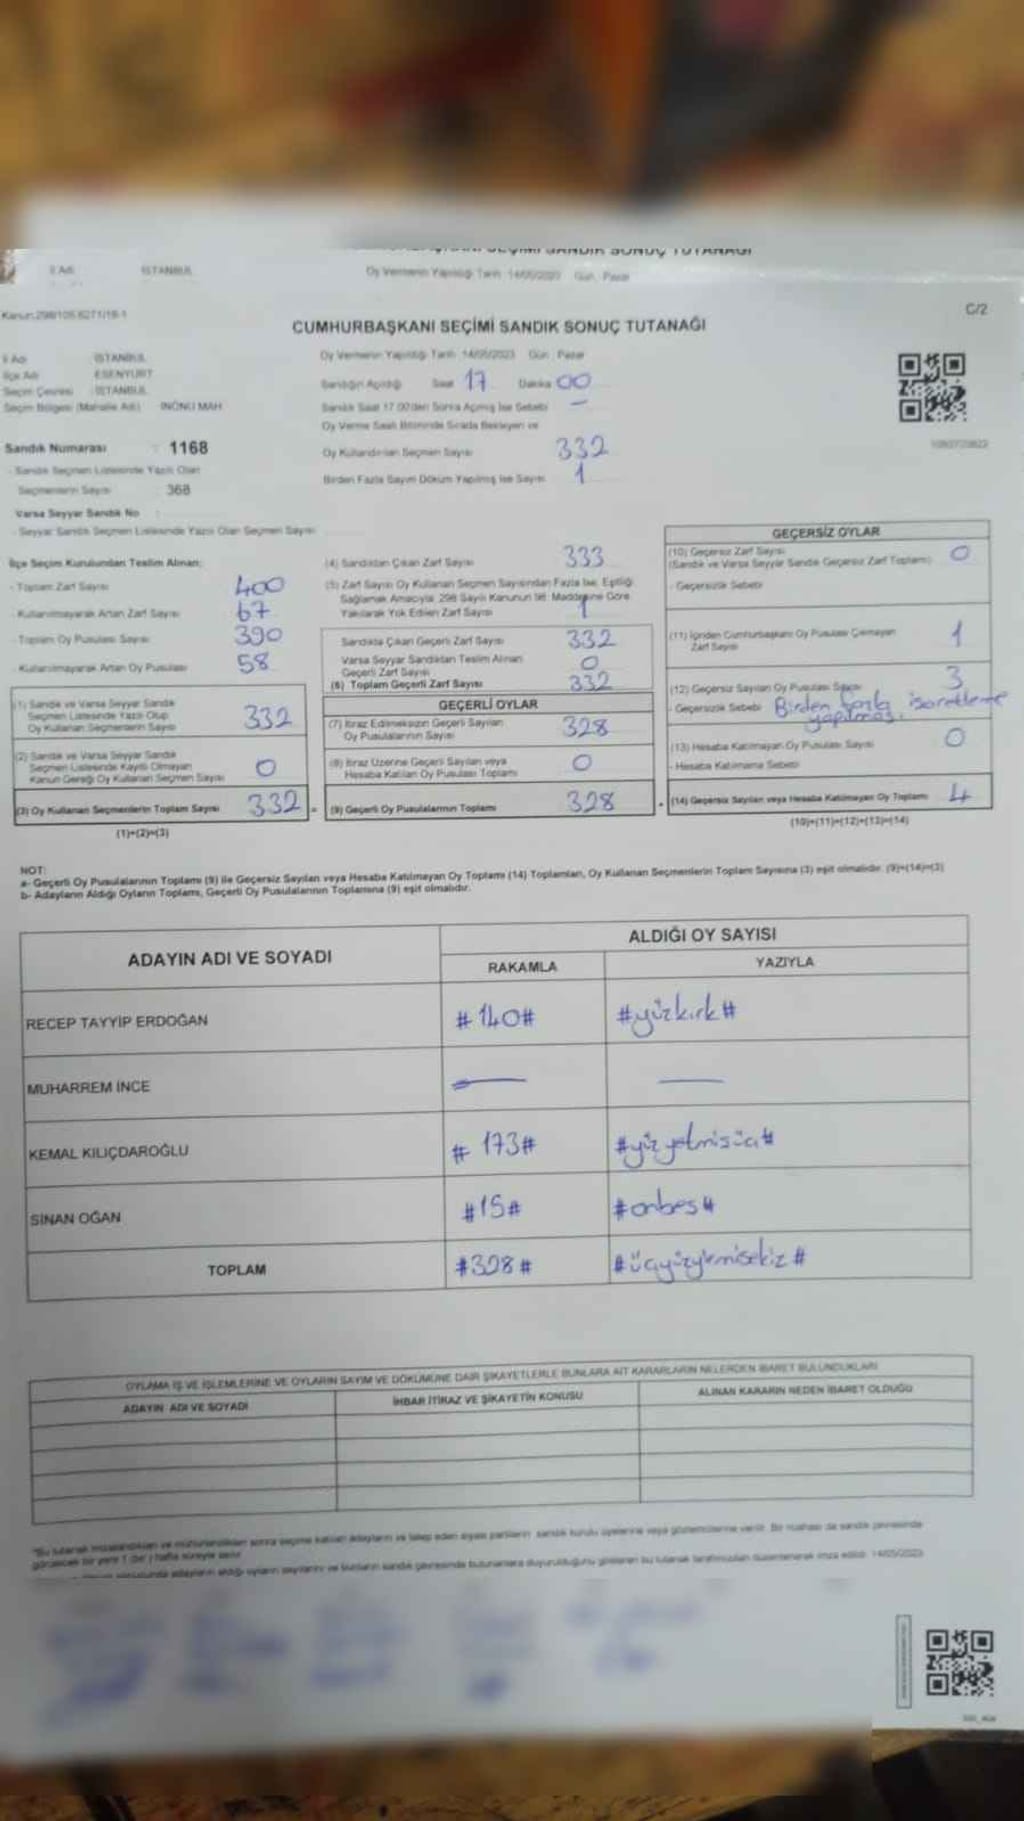 İl Adı İSTANBUL
Oy Vermenin Yapıldığı Tarih 14/05/2023 Gün Pazar
C/2
CUMHURBAŞKANI SEÇİMİ SANDIK SONUÇ TUTANAĞI
İl Adı İSTANBUL
İlçe Adı ESENYURT
Seçim Çevresi İSTANBUL
Seçim Bölgesi (Mahalle Adı) İNÖNÜ MAH
Sandık Numarası : 1168
- Sandık Seçmen Listesinde Yazılı Olan
Seçmenlerin Sayısı : 368
Varsa Seyyar Sandık No :
- Seyyar Sandık Seçmen Listesinde Yazılı Olan Seçmen Sayısı
Oy Vermenin Yapıldığı Tarih 14/05/2023 Gün Pazar
Sandığın Açıldığı Saat 17 Dakika 00
Sandık Saat 17.00'den Sonra Açılmış İse Sebebi —
Oy Verme Saati Bitiminde Sırada Bekleyen ve
Oy Kullandırılan Seçmen Sayısı 332
Birden Fazla Sayım Döküm Yapılmış İse Sayısı 1
İlçe Seçim Kurulundan Teslim Alınan:
- Toplam Zarf Sayısı 400
- Kullanılmayarak Artan Zarf Sayısı 67
- Toplam Oy Pusulası Sayısı 390
- Kullanılmayarak Artan Oy Pusulası 58
(1) Sandık ve Varsa Seyyar Sandık
Seçmen Listesinde Yazılı Olup
Oy Kullanan Seçmenlerin Sayısı 332
(2) Sandık ve Varsa Seyyar Sandık
Seçmen Listesinde Kayıtlı Olmayan
Kanun Gereği Oy Kullanan Seçmen Sayısı 0
(3) Oy Kullanan Seçmenlerin Toplam Sayısı 332 =
(1)+(2)=(3)
(4) Sandıktan Çıkan Zarf Sayısı 333
(5) Zarf Sayısı Oy Kullanan Seçmen Sayısından Fazla İse, Eşitliği
Sağlamak Amacıyla 298 Sayılı Kanunun 98. Maddesine Göre
Yakılarak Yok Edilen Zarf Sayısı 1
Sandıkta Çıkan Geçerli Zarf Sayısı 332
Varsa Seyyar Sandıktan Teslim Alınan
Geçerli Zarf Sayısı 0
(6) Toplam Geçerli Zarf Sayısı 332
GEÇERLİ OYLAR
(7) İtiraz Edilmeksizin Geçerli Sayılan
Oy Pusulalarının Sayısı 328
(8) İtiraz Üzerine Geçerli Sayılan veya
Hesaba Katılan Oy Pusulası Toplamı 0
(9) Geçerli Oy Pusulalarının Toplamı 328
GEÇERSİZ OYLAR
(10) Geçersiz Zarf Sayısı
(Sandık ve Varsa Seyyar Sandık Geçersiz Zarf Toplamı) 0
- Geçersizlik Sebebi
(11) İçinden Cumhurbaşkanı Oy Pusulası Çıkmayan
Zarf Sayısı 1
(12) Geçersiz Sayılan Oy Pusulası Sayısı 3
- Geçersizlik Sebebi Birden fazla işaretleme
yapılmış.
(13) Hesaba Katılmayan Oy Pusulası Sayısı 0
- Hesaba Katılmama Sebebi
(14) Geçersiz Sayılan veya Hesaba Katılmayan Oy Toplamı 4
(10)+(11)+(12)+(13)=(14)
NOT:
a- Geçerli Oy Pusulalarının Toplamı (9) ile Geçersiz Sayılan veya Hesaba Katılmayan Oy Toplamı (14) Toplamları, Oy Kullanan Seçmenlerin Toplam Sayısına (3) eşit olmalıdır. (9)+(14)=(3)
b- Adayların Aldığı Oyların Toplamı, Geçerli Oy Pusulalarının Toplamına (9) eşit olmalıdır.
ADAYIN ADI VE SOYADI
ALDIĞI OY SAYISI
RAKAMLA YAZIYLA
RECEP TAYYİP ERDOĞAN #140# #yüzkırk#
MUHARREM İNCE — —
KEMAL KILIÇDAROĞLU #173# #yüzyetmişüç#
SİNAN OĞAN #15# #onbeş#
TOPLAM #328# #üçyüzyirmisekiz#
OYLAMA İŞ VE İŞLEMLERİNE VE OYLARIN SAYIM VE DÖKÜMÜNE DAİR ŞİKAYETLERLE BUNLARA AİT KARARLARIN NELERDEN İBARET BULUNDUKLARI
ADAYIN ADI VE SOYADI İHBAR İTİRAZ VE ŞİKAYETİN KONUSU ALINAN KARARIN NEDEN İBARET OLDUĞU